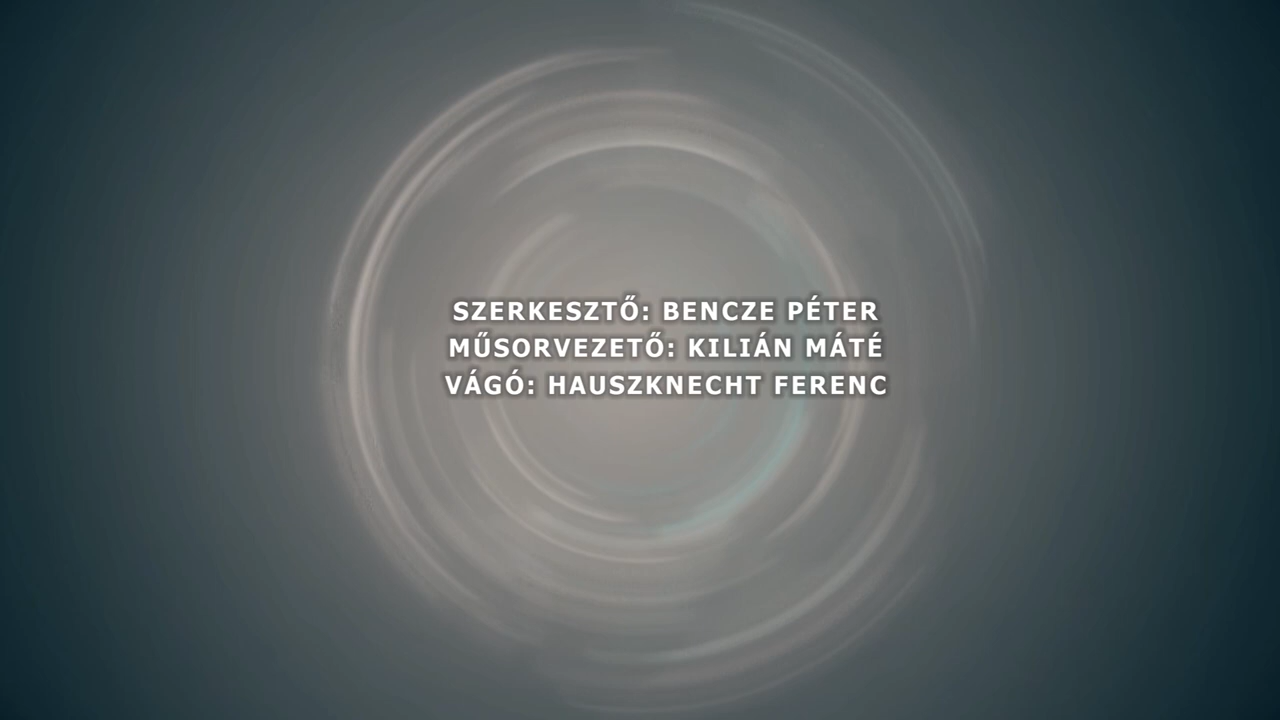 SZERKESZTŐ: BENCZE PÉTER
MŰSORVEZETŐ: KILIÁN MÁTÉ
VÁGÓ: HAUSZKNECHT FERENC